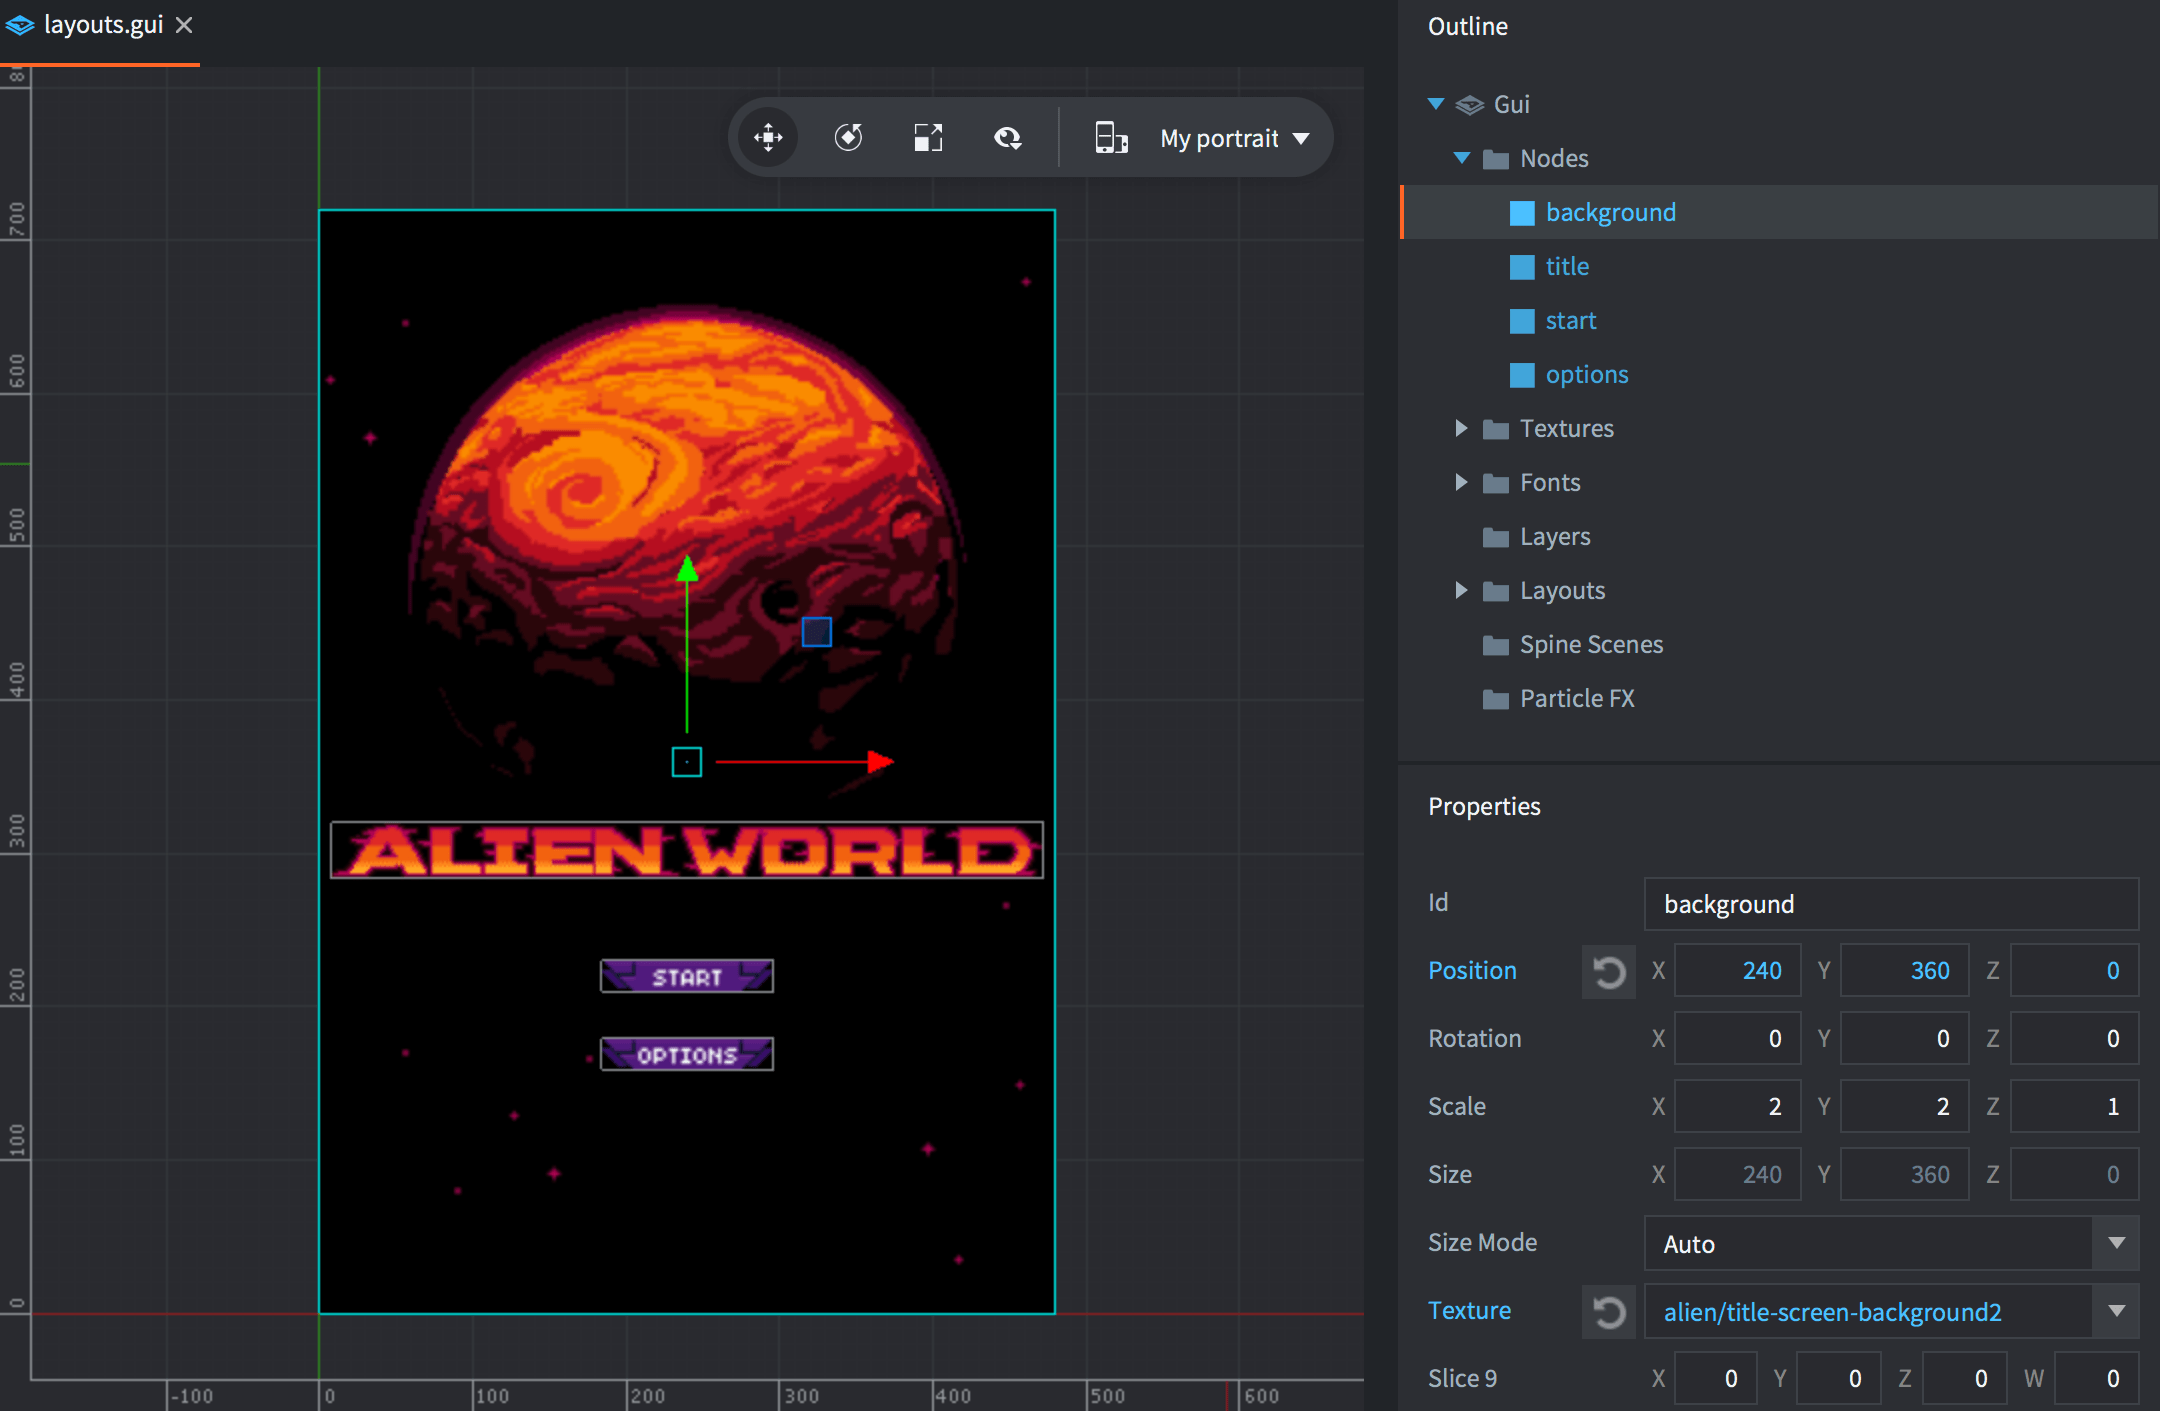 layouts.gui
My portrait
800
700
600
500
400
300
200
100
0
ALIEN WORLD
START
OPTIONS
-100 0 100 200 300 400 500 600
Outline
Gui
Nodes
background
title
start
options
Textures
Fonts
Layers
Layouts
Spine Scenes
Particle FX
Properties
Id background
Position X 240 Y 360 Z 0
Rotation X 0 Y 0 Z 0
Scale X 2 Y 2 Z 1
Size X 240 Y 360 Z 0
Size Mode Auto
Texture alien/title-screen-background2
Slice 9 X 0 Y 0 Z 0 W 0